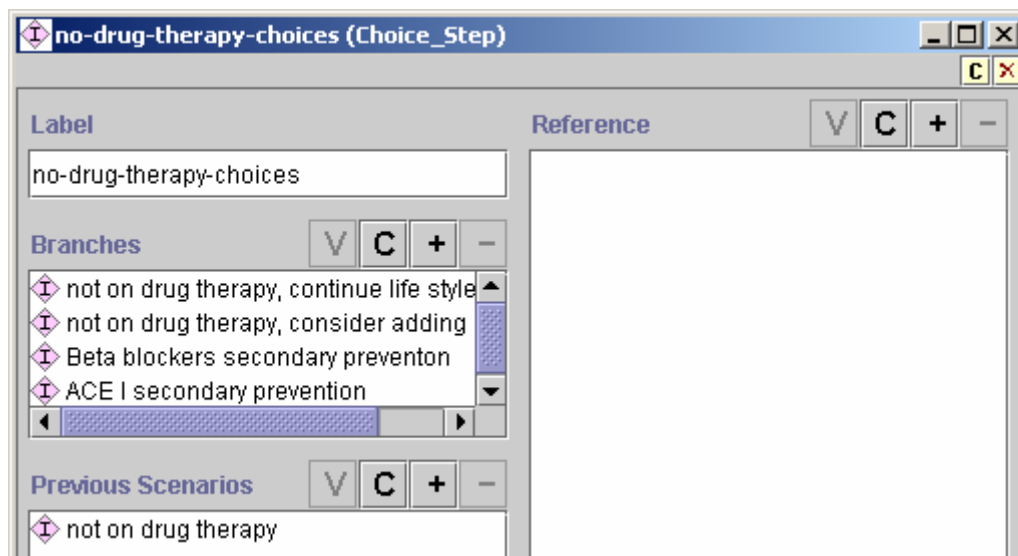 no-drug-therapy-choices (Choice_Step)
C
Label
no-drug-therapy-choices
Branches V C + −
not on drug therapy, continue life style
not on drug therapy, consider adding
Beta blockers secondary preventon
ACE I secondary prevention
Previous Scenarios V C + −
not on drug therapy
Reference V C + −